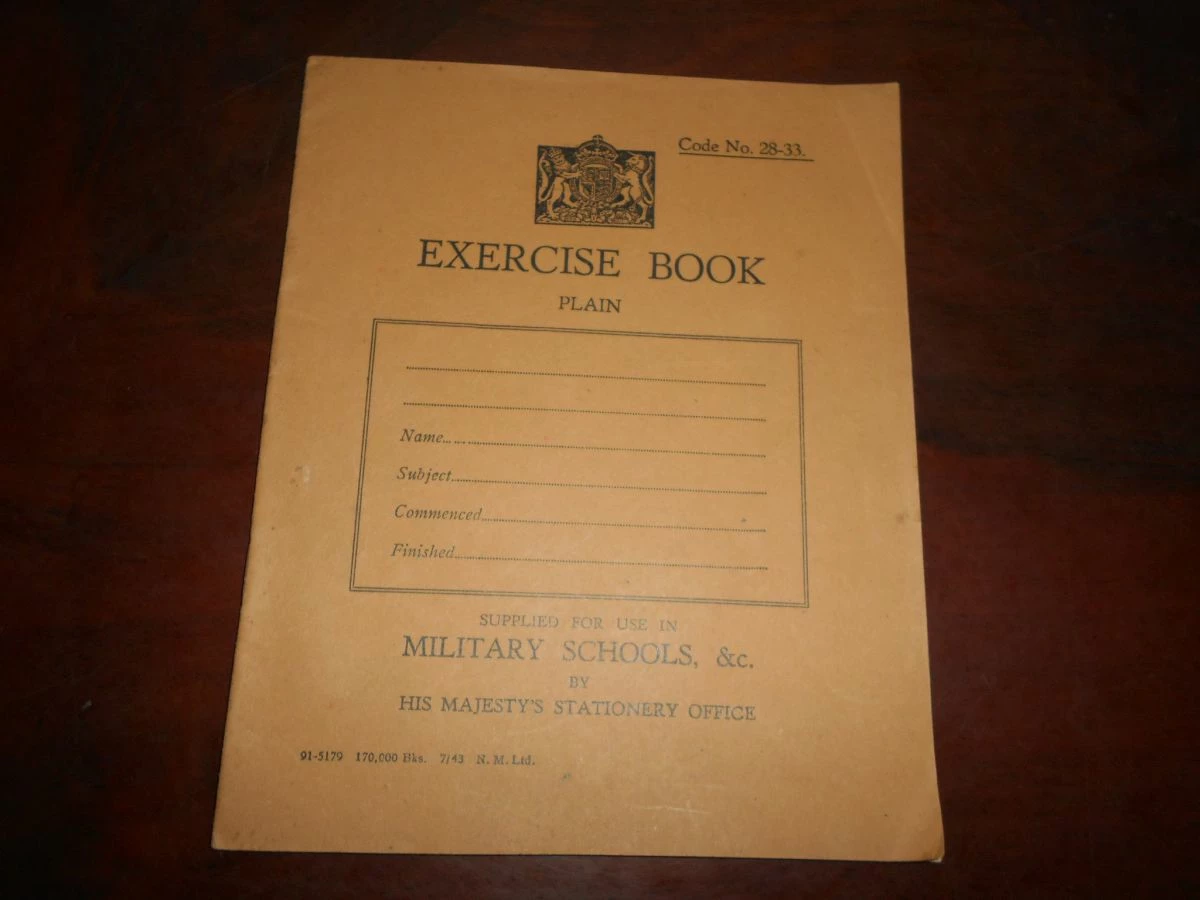 Code No. 28-33.
EXERCISE BOOK
PLAIN
Name
Subject
Commenced
Finished
SUPPLIED FOR USE IN
MILITARY SCHOOLS, &c.
BY
HIS MAJESTY'S STATIONERY OFFICE
91-5179 170,000 Bks. 7/43 N. M. Ltd.